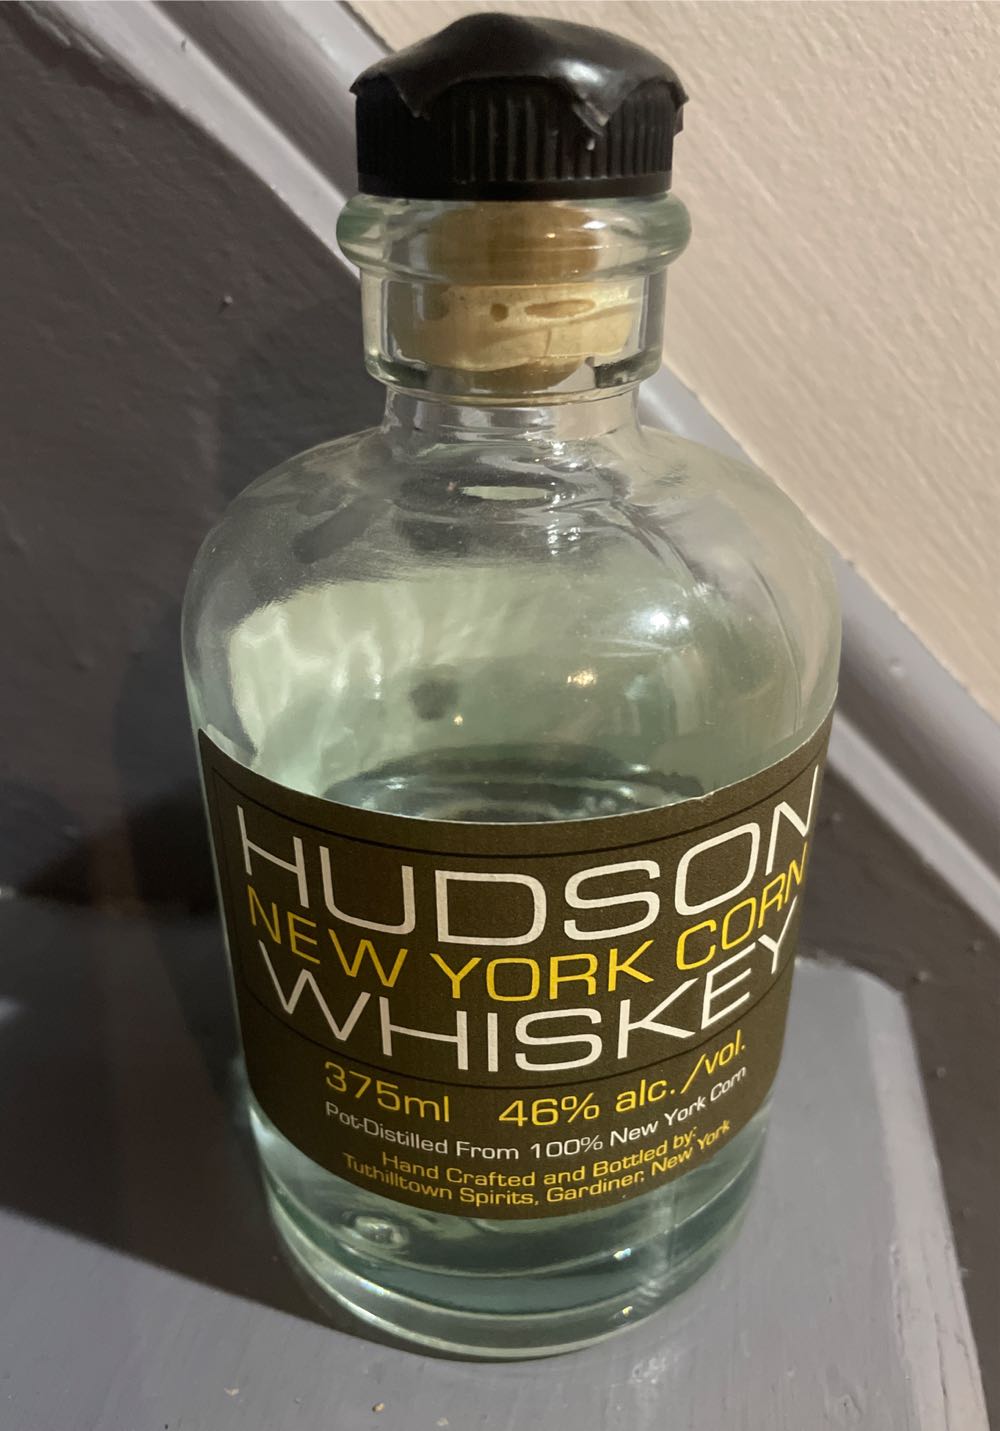 HUDSON
NEW YORK CORN
WHISKEY
375ml 46% alc./vol.
Pot-Distilled From 100% New York Corn
Hand Crafted and Bottled by:
Tuthilltown Spirits, Gardiner, New York